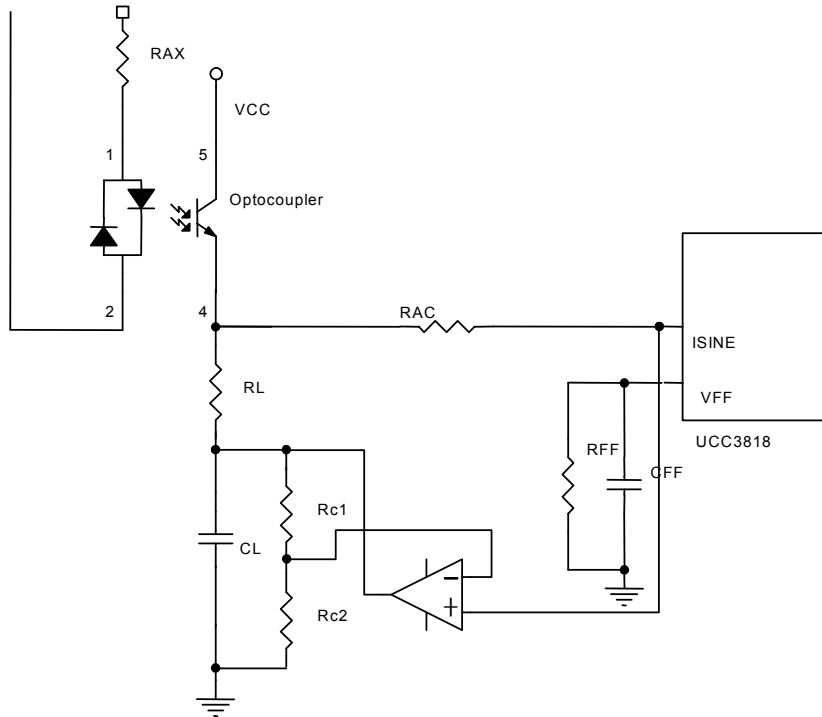 RAX
VCC
1
5
Optocoupler
2
4
RAC
ISINE
RL
VFF
UCC3818
RFF
CFF
Rc1
CL
Rc2